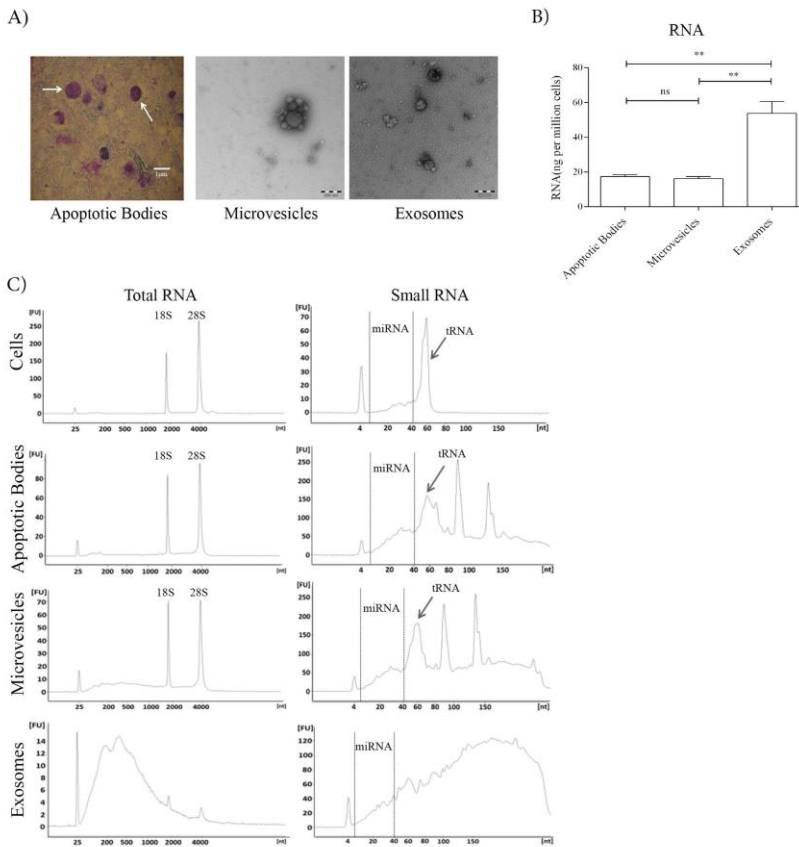 A)
1µm
Apoptotic Bodies
Microvesicles
Exosomes
B)
RNA
RNA(ng per million cells)
80
60
40
20
0
**
**
ns
Apoptotic Bodies
Microvesicles
Exosomes
C)
Total RNA
Small RNA
Cells
[FU]
250
200
150
100
50
0
18S 28S
25 200 500 1000 2000 4000 [nt]
[FU]
70
60
50
40
30
20
10
0
miRNA
tRNA
4 20 40 60 80 100 150 [nt]
Apoptotic Bodies
[FU]
80
60
40
20
0
18S 28S
25 200 500 1000 2000 4000 [nt]
[FU]
250
200
150
100
50
0
miRNA
tRNA
4 20 40 60 80 100 150 [nt]
Microvesicles
[FU]
70
60
50
40
30
20
10
0
18S 28S
25 200 500 1000 2000 4000 [nt]
[FU]
250
200
150
100
50
0
miRNA
tRNA
4 20 40 60 80 100 150 [nt]
Exosomes
[FU]
14
12
10
8
6
4
2
0
25 200 500 1000 2000 4000 [nt]
[FU]
120
100
80
60
40
20
0
miRNA
4 20 40 60 80 100 150 [nt]